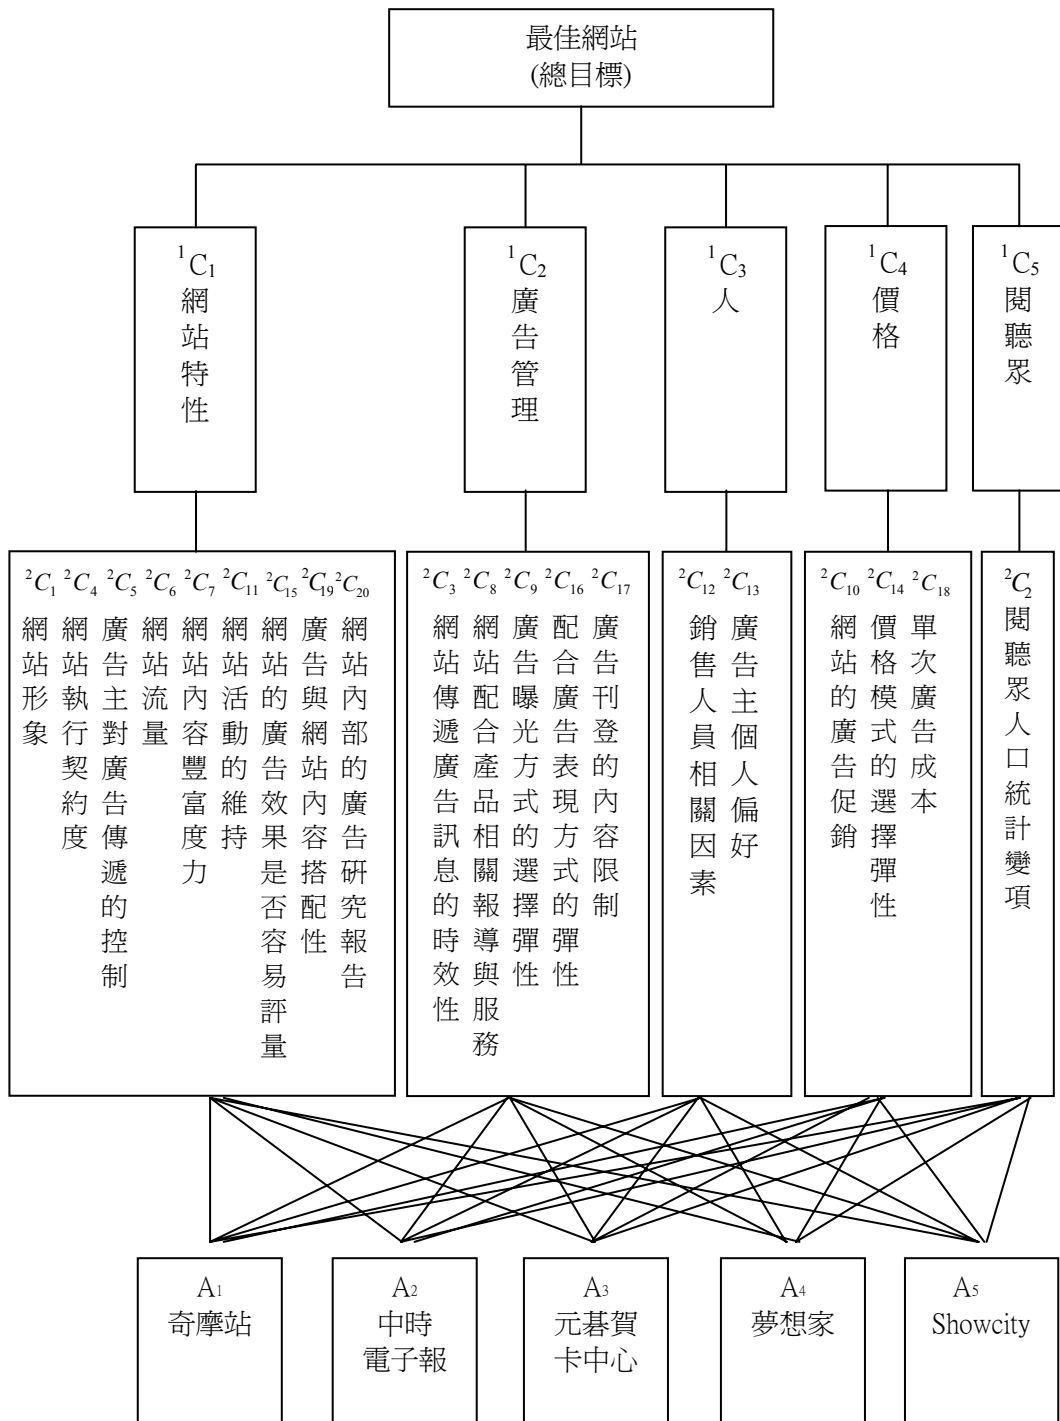 最佳網站
(總目標)
¹C₁
網站特性
¹C₂
廣告管理
¹C₃
人
¹C₄
價格
¹C₅
閱聽眾
²C₁ ²C₄ ²C₅ ²C₆ ²C₇ ²C₁₁ ²C₁₅ ²C₁₉ ²C₂₀
網站形象
網站執行契約度
廣告主對廣告傳遞的控制
網站流量
網站內容豐富度力
網站活動的維持
網站的廣告效果是否容易評量
廣告與網站內容搭配性
網站內部的廣告研究報告
²C₃ ²C₈ ²C₉ ²C₁₆ ²C₁₇
網站傳遞廣告訊息的時效性
網站配合產品相關報導與服務
廣告曝光方式的選擇彈性
配合廣告表現方式的彈性
廣告刊登的內容限制
²C₁₂ ²C₁₃
銷售人員相關因素
廣告主個人偏好
²C₁₀ ²C₁₄ ²C₁₈
網站的廣告促銷
價格模式的選擇彈性
單次廣告成本
²C₂
閱聽眾人口統計變項
A₁
奇摩站
A₂
中時
電子報
A₃
元碁賀
卡中心
A₄
夢想家
A₅
Showcity